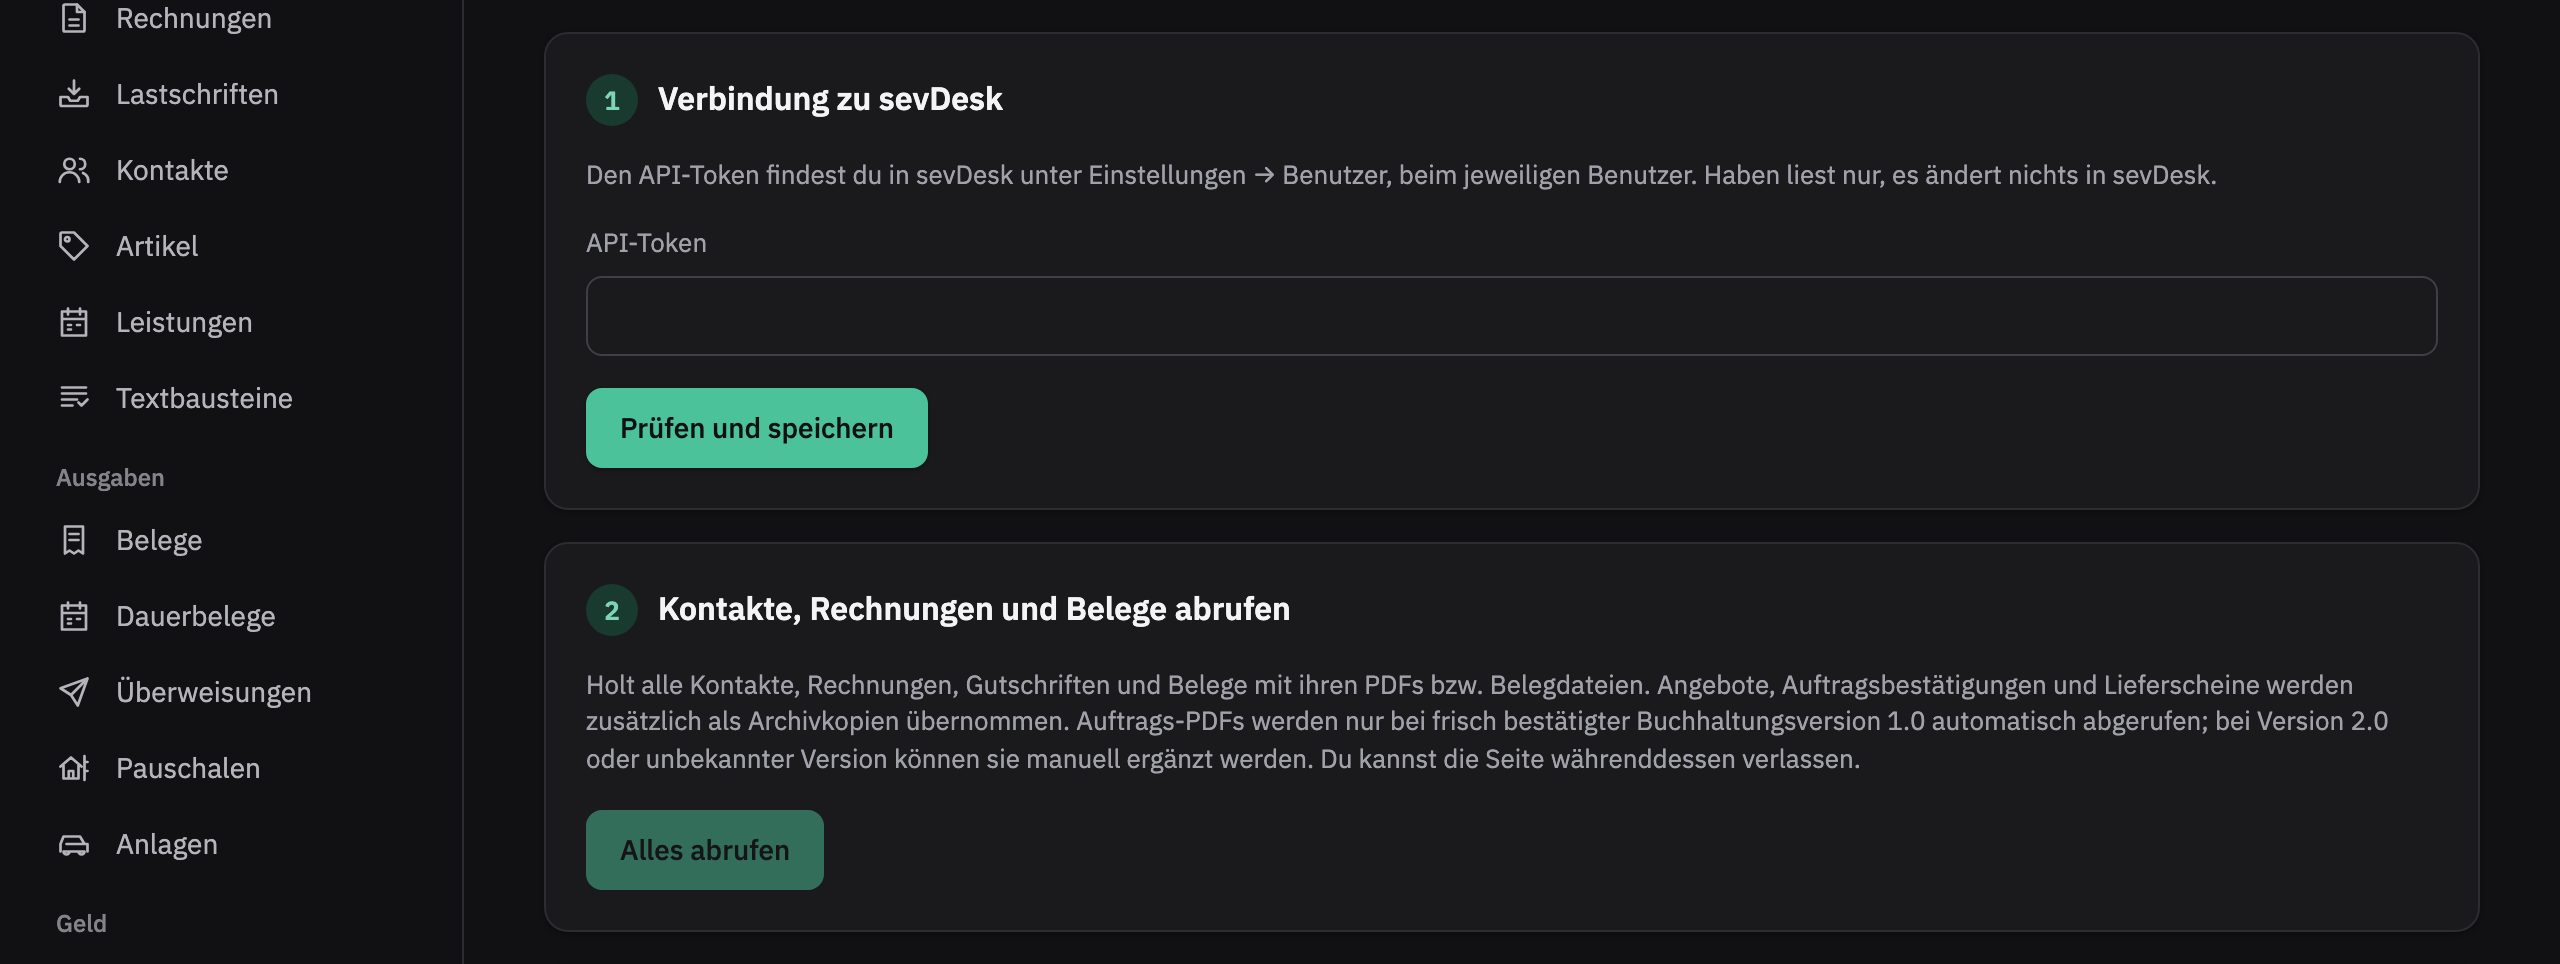 Rechnungen
Lastschriften
Kontakte
Artikel
Leistungen
Textbausteine
Ausgaben
Belege
Dauerbelege
Überweisungen
Pauschalen
Anlagen
Geld
1 Verbindung zu sevDesk
Den API-Token findest du in sevDesk unter Einstellungen → Benutzer, beim jeweiligen Benutzer. Haben liest nur, es ändert nichts in sevDesk.
API-Token
Prüfen und speichern
2 Kontakte, Rechnungen und Belege abrufen
Holt alle Kontakte, Rechnungen, Gutschriften und Belege mit ihren PDFs bzw. Belegdateien. Angebote, Auftragsbestätigungen und Lieferscheine werden
zusätzlich als Archivkopien übernommen. Auftrags-PDFs werden nur bei frisch bestätigter Buchhaltungsversion 1.0 automatisch abgerufen; bei Version 2.0
oder unbekannter Version können sie manuell ergänzt werden. Du kannst die Seite währenddessen verlassen.
Alles abrufen